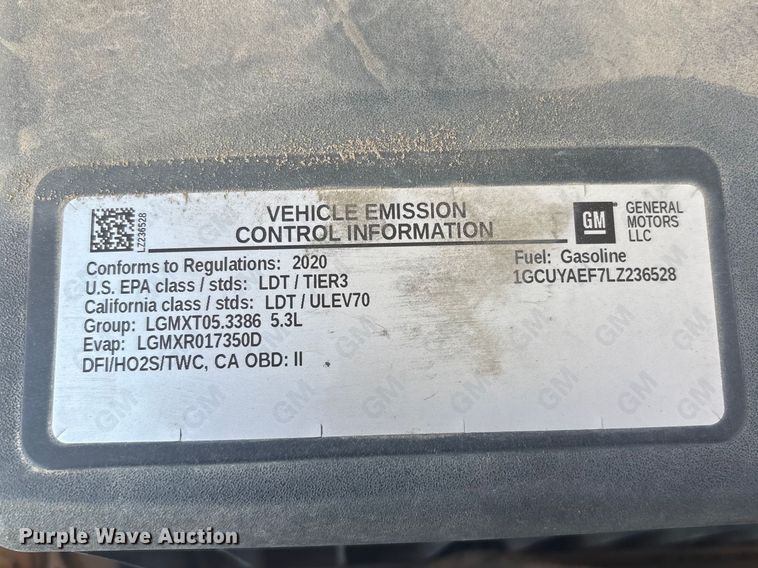 LZ236528
VEHICLE EMISSION
CONTROL INFORMATION
GM
GENERAL
MOTORS
LLC
Conforms to Regulations: 2020
U.S. EPA class / stds: LDT / TIER3
California class / stds: LDT / ULEV70
Group: LGMXT05.3386 5.3L
Evap: LGMXR017350D
DFI/HO2S/TWC, CA OBD: II
Fuel: Gasoline
1GCUYAEF7LZ236528
Purple Wave Auction